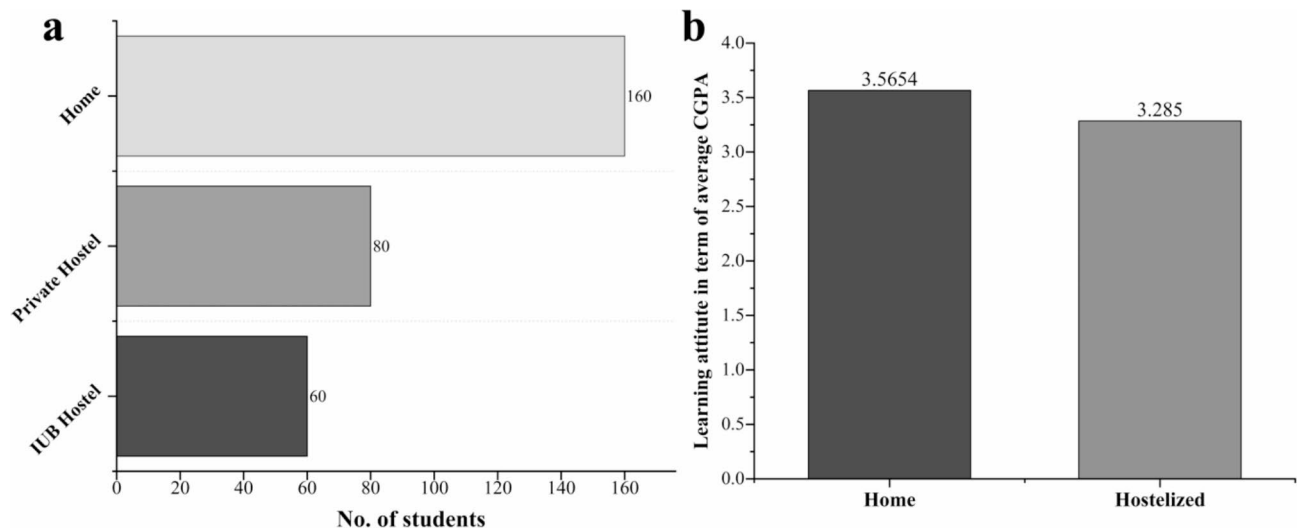 a
Home
160
Private Hostel
80
IUB Hostel
60
0 20 40 60 80 100 120 140 160
No. of students
b
Learning attitute in term of average CGPA
4.0
3.5
3.0
2.5
2.0
1.5
1.0
0.5
0.0
3.5654
3.285
Home Hostelized